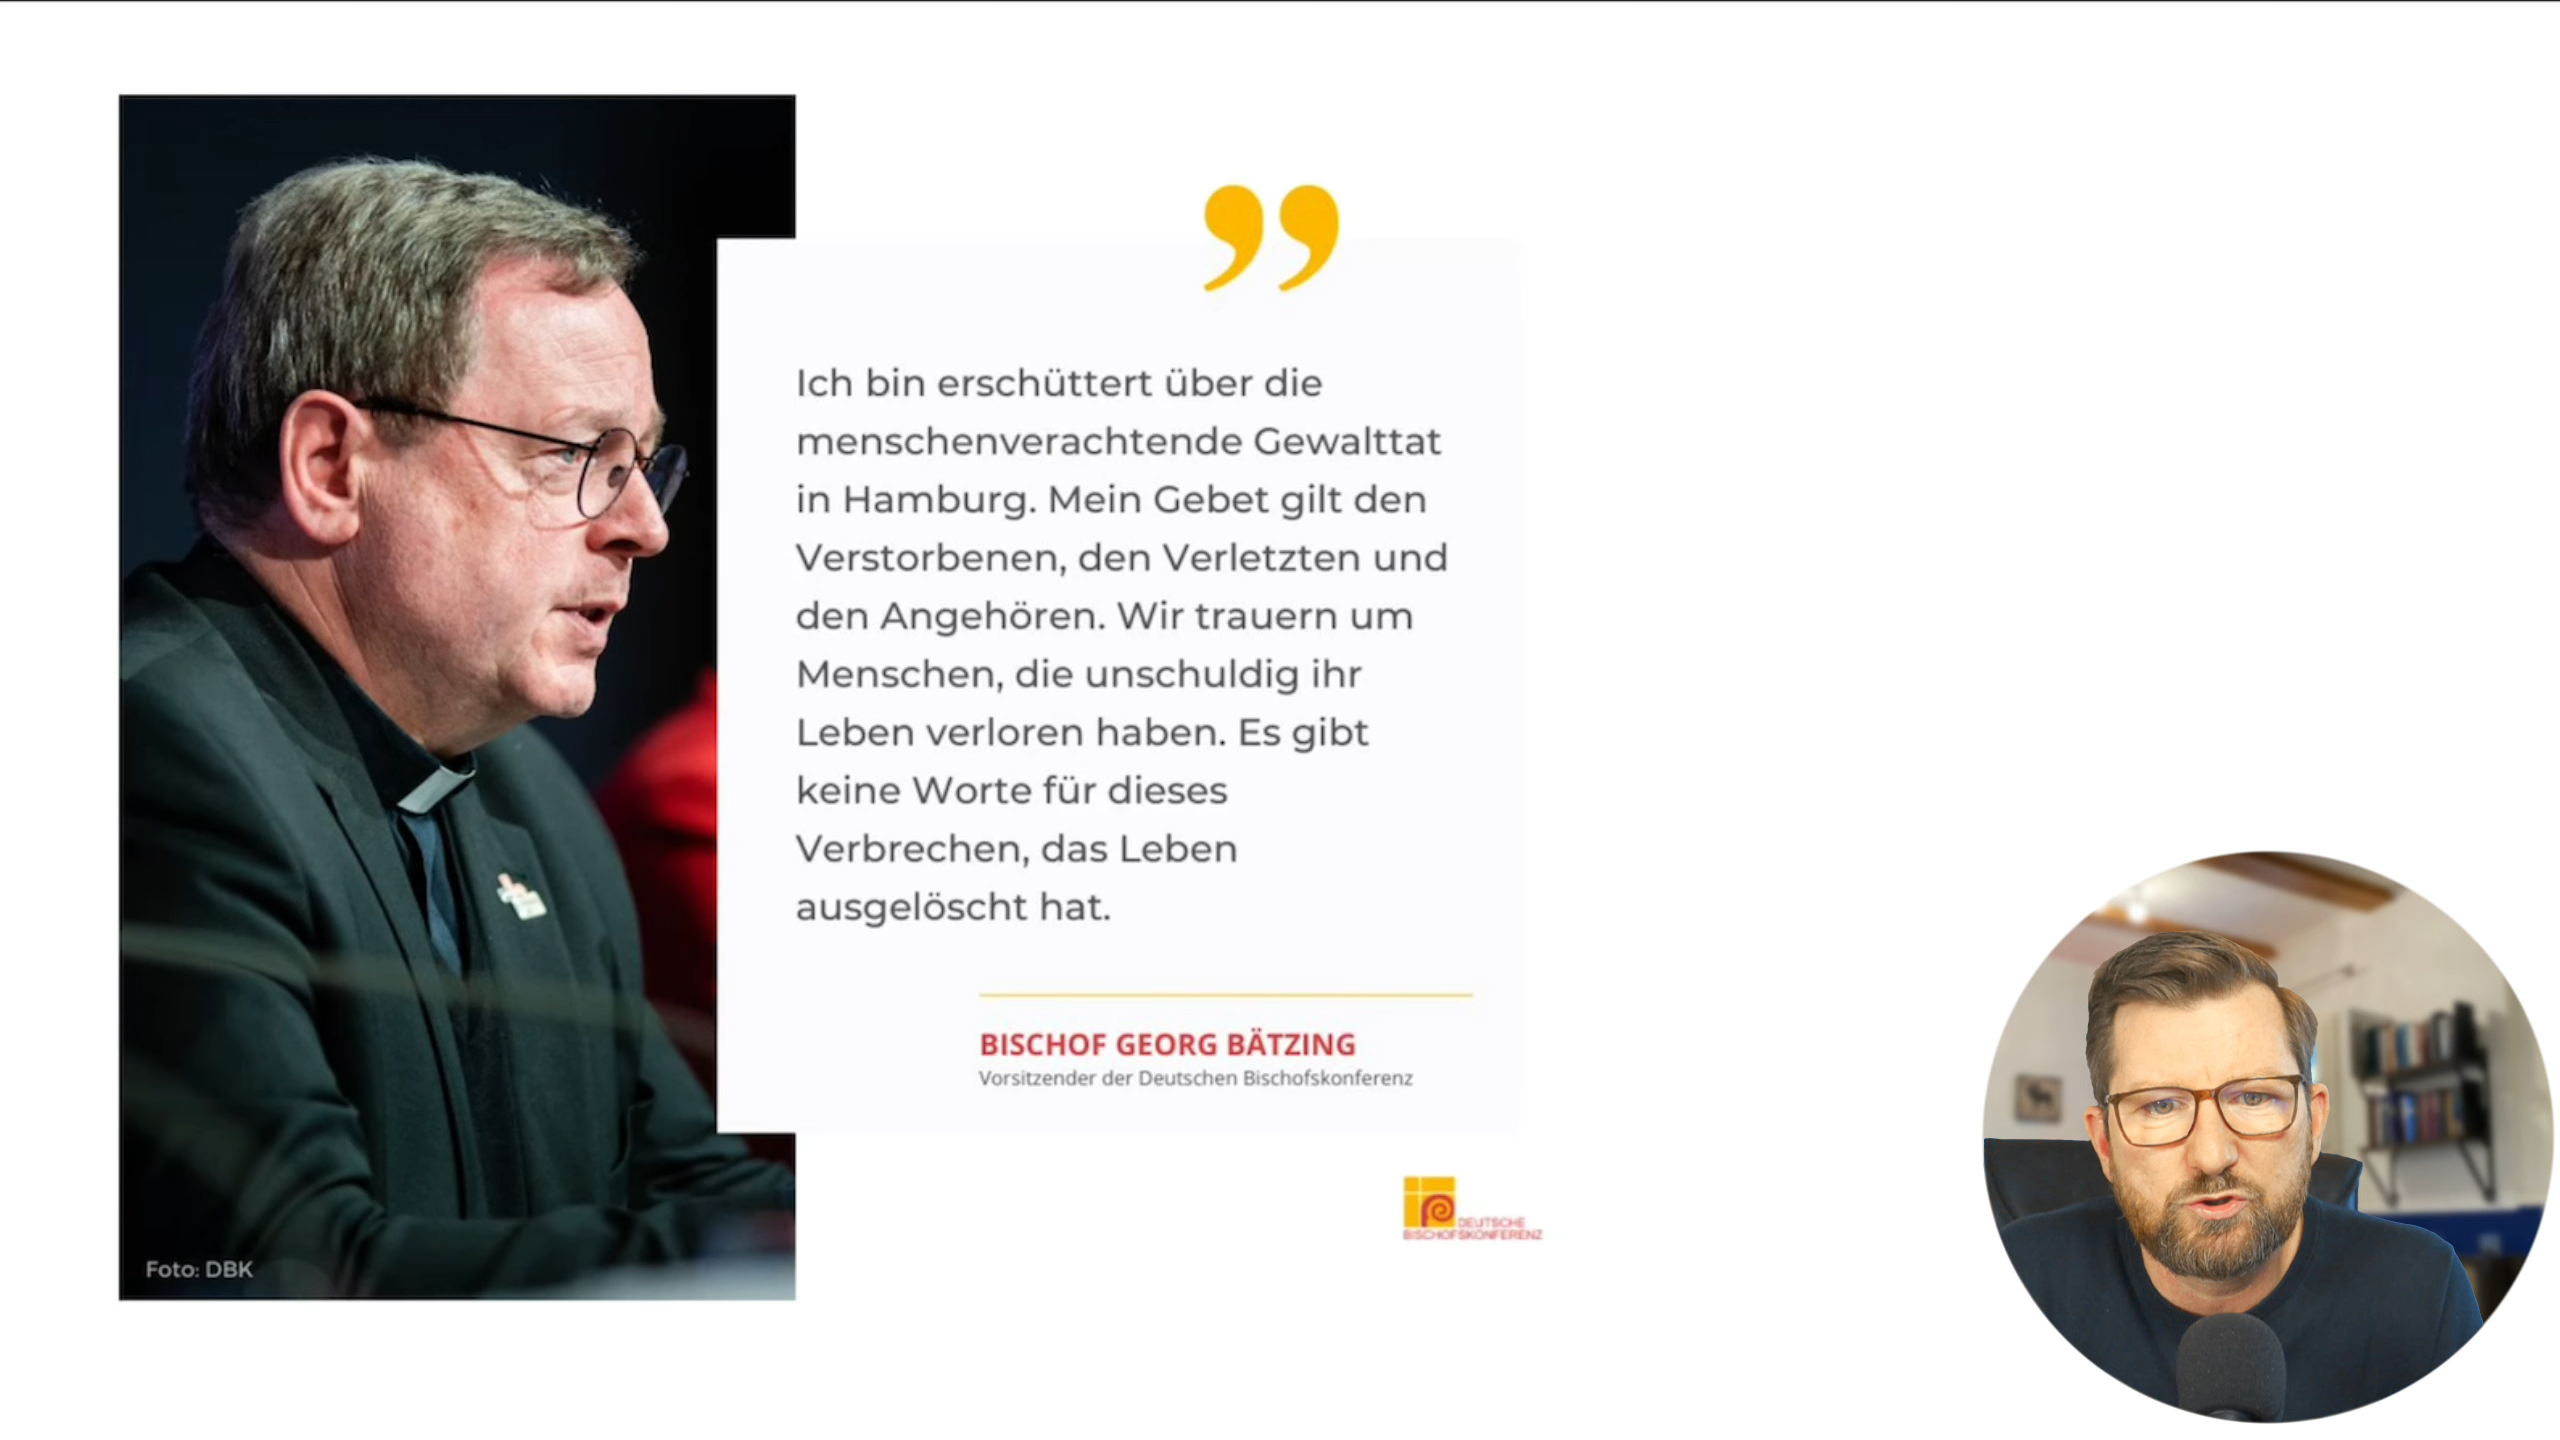 ”
Ich bin erschüttert über die
menschenverachtende Gewalttat
in Hamburg. Mein Gebet gilt den
Verstorbenen, den Verletzten und
den Angehören. Wir trauern um
Menschen, die unschuldig ihr
Leben verloren haben. Es gibt
keine Worte für dieses
Verbrechen, das Leben
ausgelöscht hat.
BISCHOF GEORG BÄTZING
Vorsitzender der Deutschen Bischofskonferenz
DEUTSCHE
BISCHOFSKONFERENZ
Foto: DBK